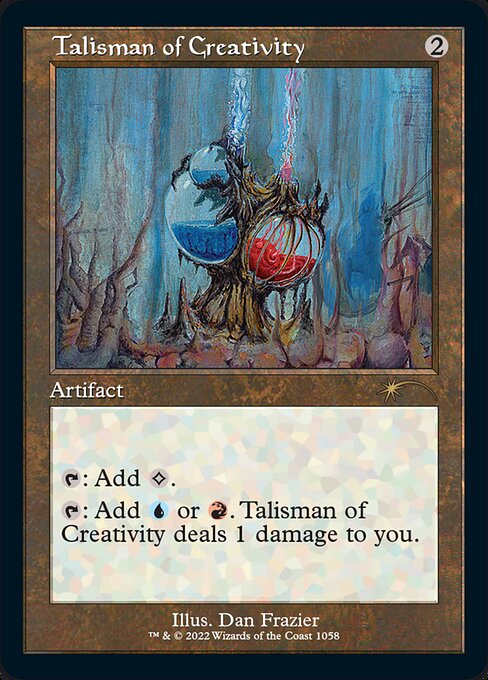 Talisman of Creativity 2
Artifact
: Add .
: Add or . Talisman of
Creativity deals 1 damage to you.
Illus. Dan Frazier
™ & © 2022 Wizards of the Coast 1058